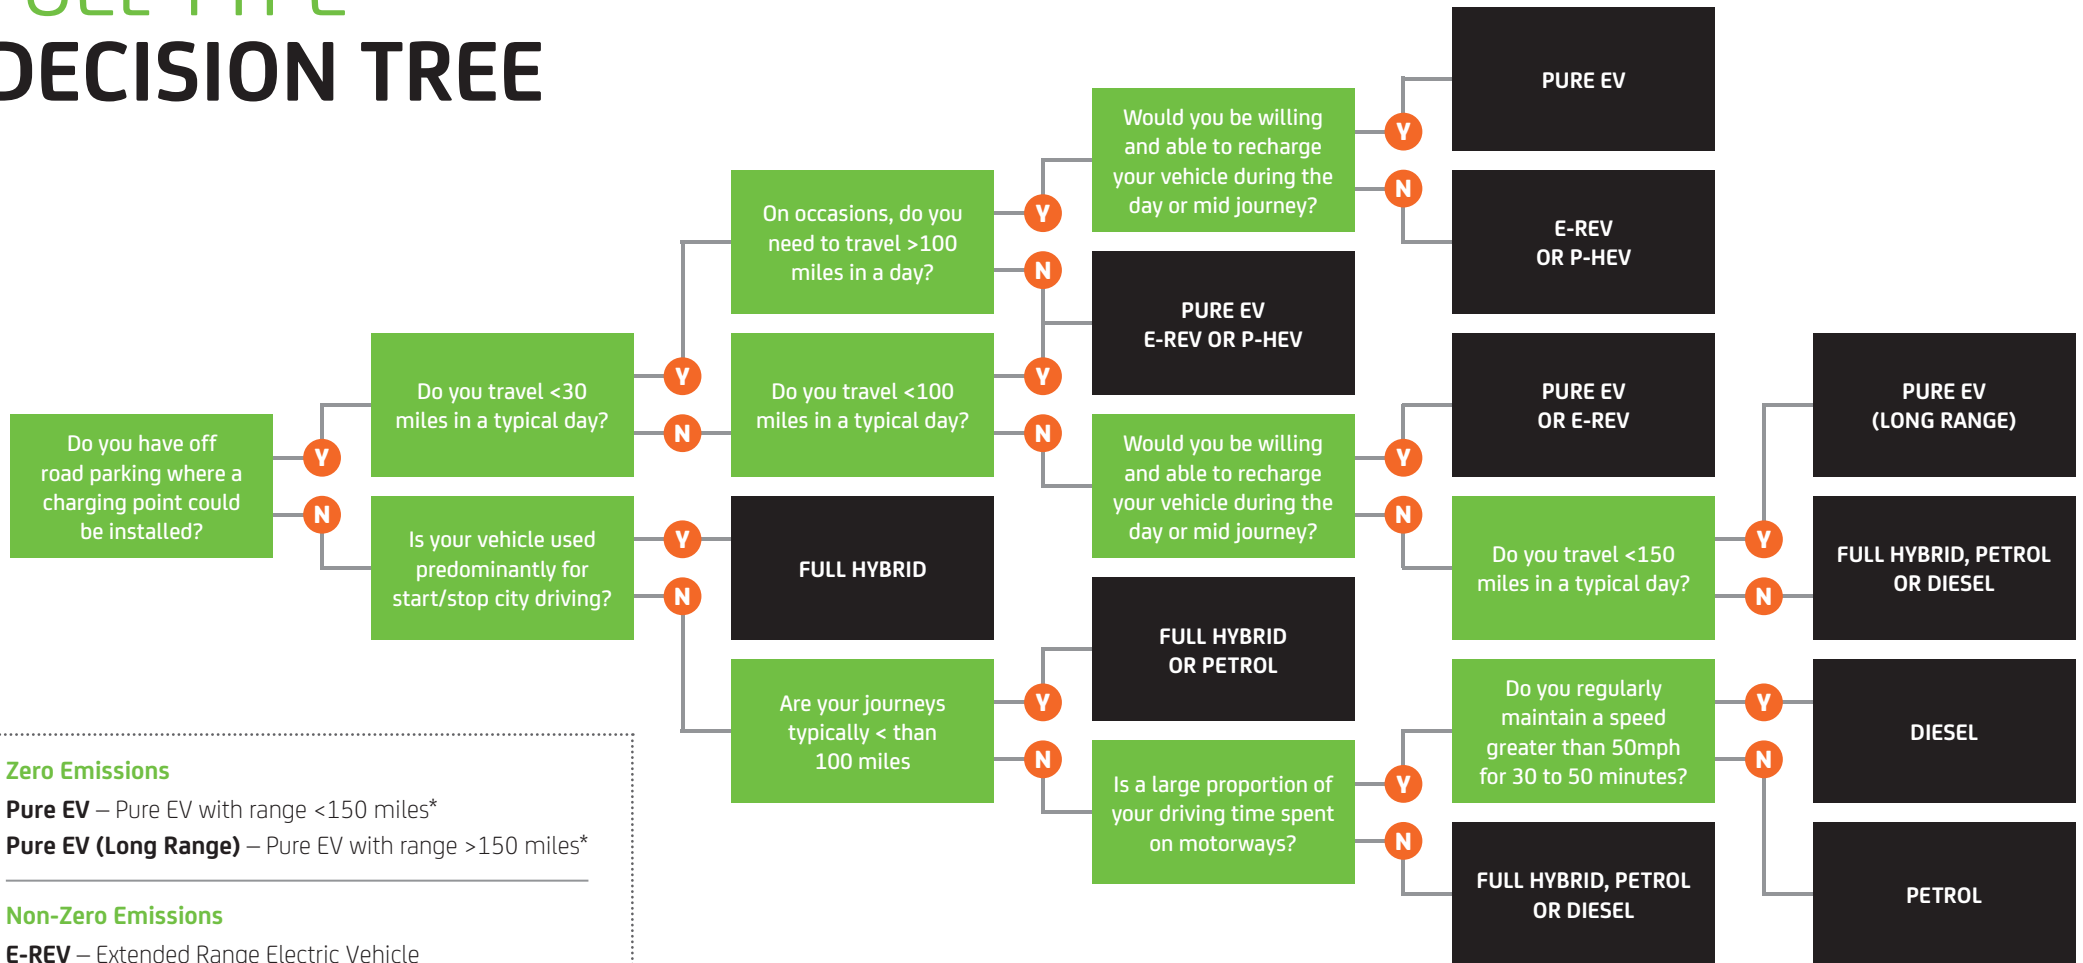 DECISION TREE
Do you have off
road parking where a
charging point could
be installed?
Y
N
Do you travel <30
miles in a typical day?
Y
N
Is your vehicle used
predominantly for
start/stop city driving?
Y
N
On occasions, do you
need to travel >100
miles in a day?
Y
N
Do you travel <100
miles in a typical day?
Y
N
FULL HYBRID
Are your journeys
typically < than
100 miles
Y
N
Would you be willing
and able to recharge
your vehicle during the
day or mid journey?
Y
N
PURE EV
E-REV OR P-HEV
Would you be willing
and able to recharge
your vehicle during the
day or mid journey?
Y
N
FULL HYBRID
OR PETROL
Is a large proportion of
your driving time spent
on motorways?
Y
N
PURE EV
E-REV
OR P-HEV
PURE EV
OR E-REV
Do you travel <150
miles in a typical day?
Y
N
Do you regularly
maintain a speed
greater than 50mph
for 30 to 50 minutes?
Y
N
FULL HYBRID, PETROL
OR DIESEL
PURE EV
(LONG RANGE)
FULL HYBRID, PETROL
OR DIESEL
DIESEL
PETROL
Zero Emissions
Pure EV – Pure EV with range <150 miles*
Pure EV (Long Range) – Pure EV with range >150 miles*
Non-Zero Emissions
E-REV – Extended Range Electric Vehicle